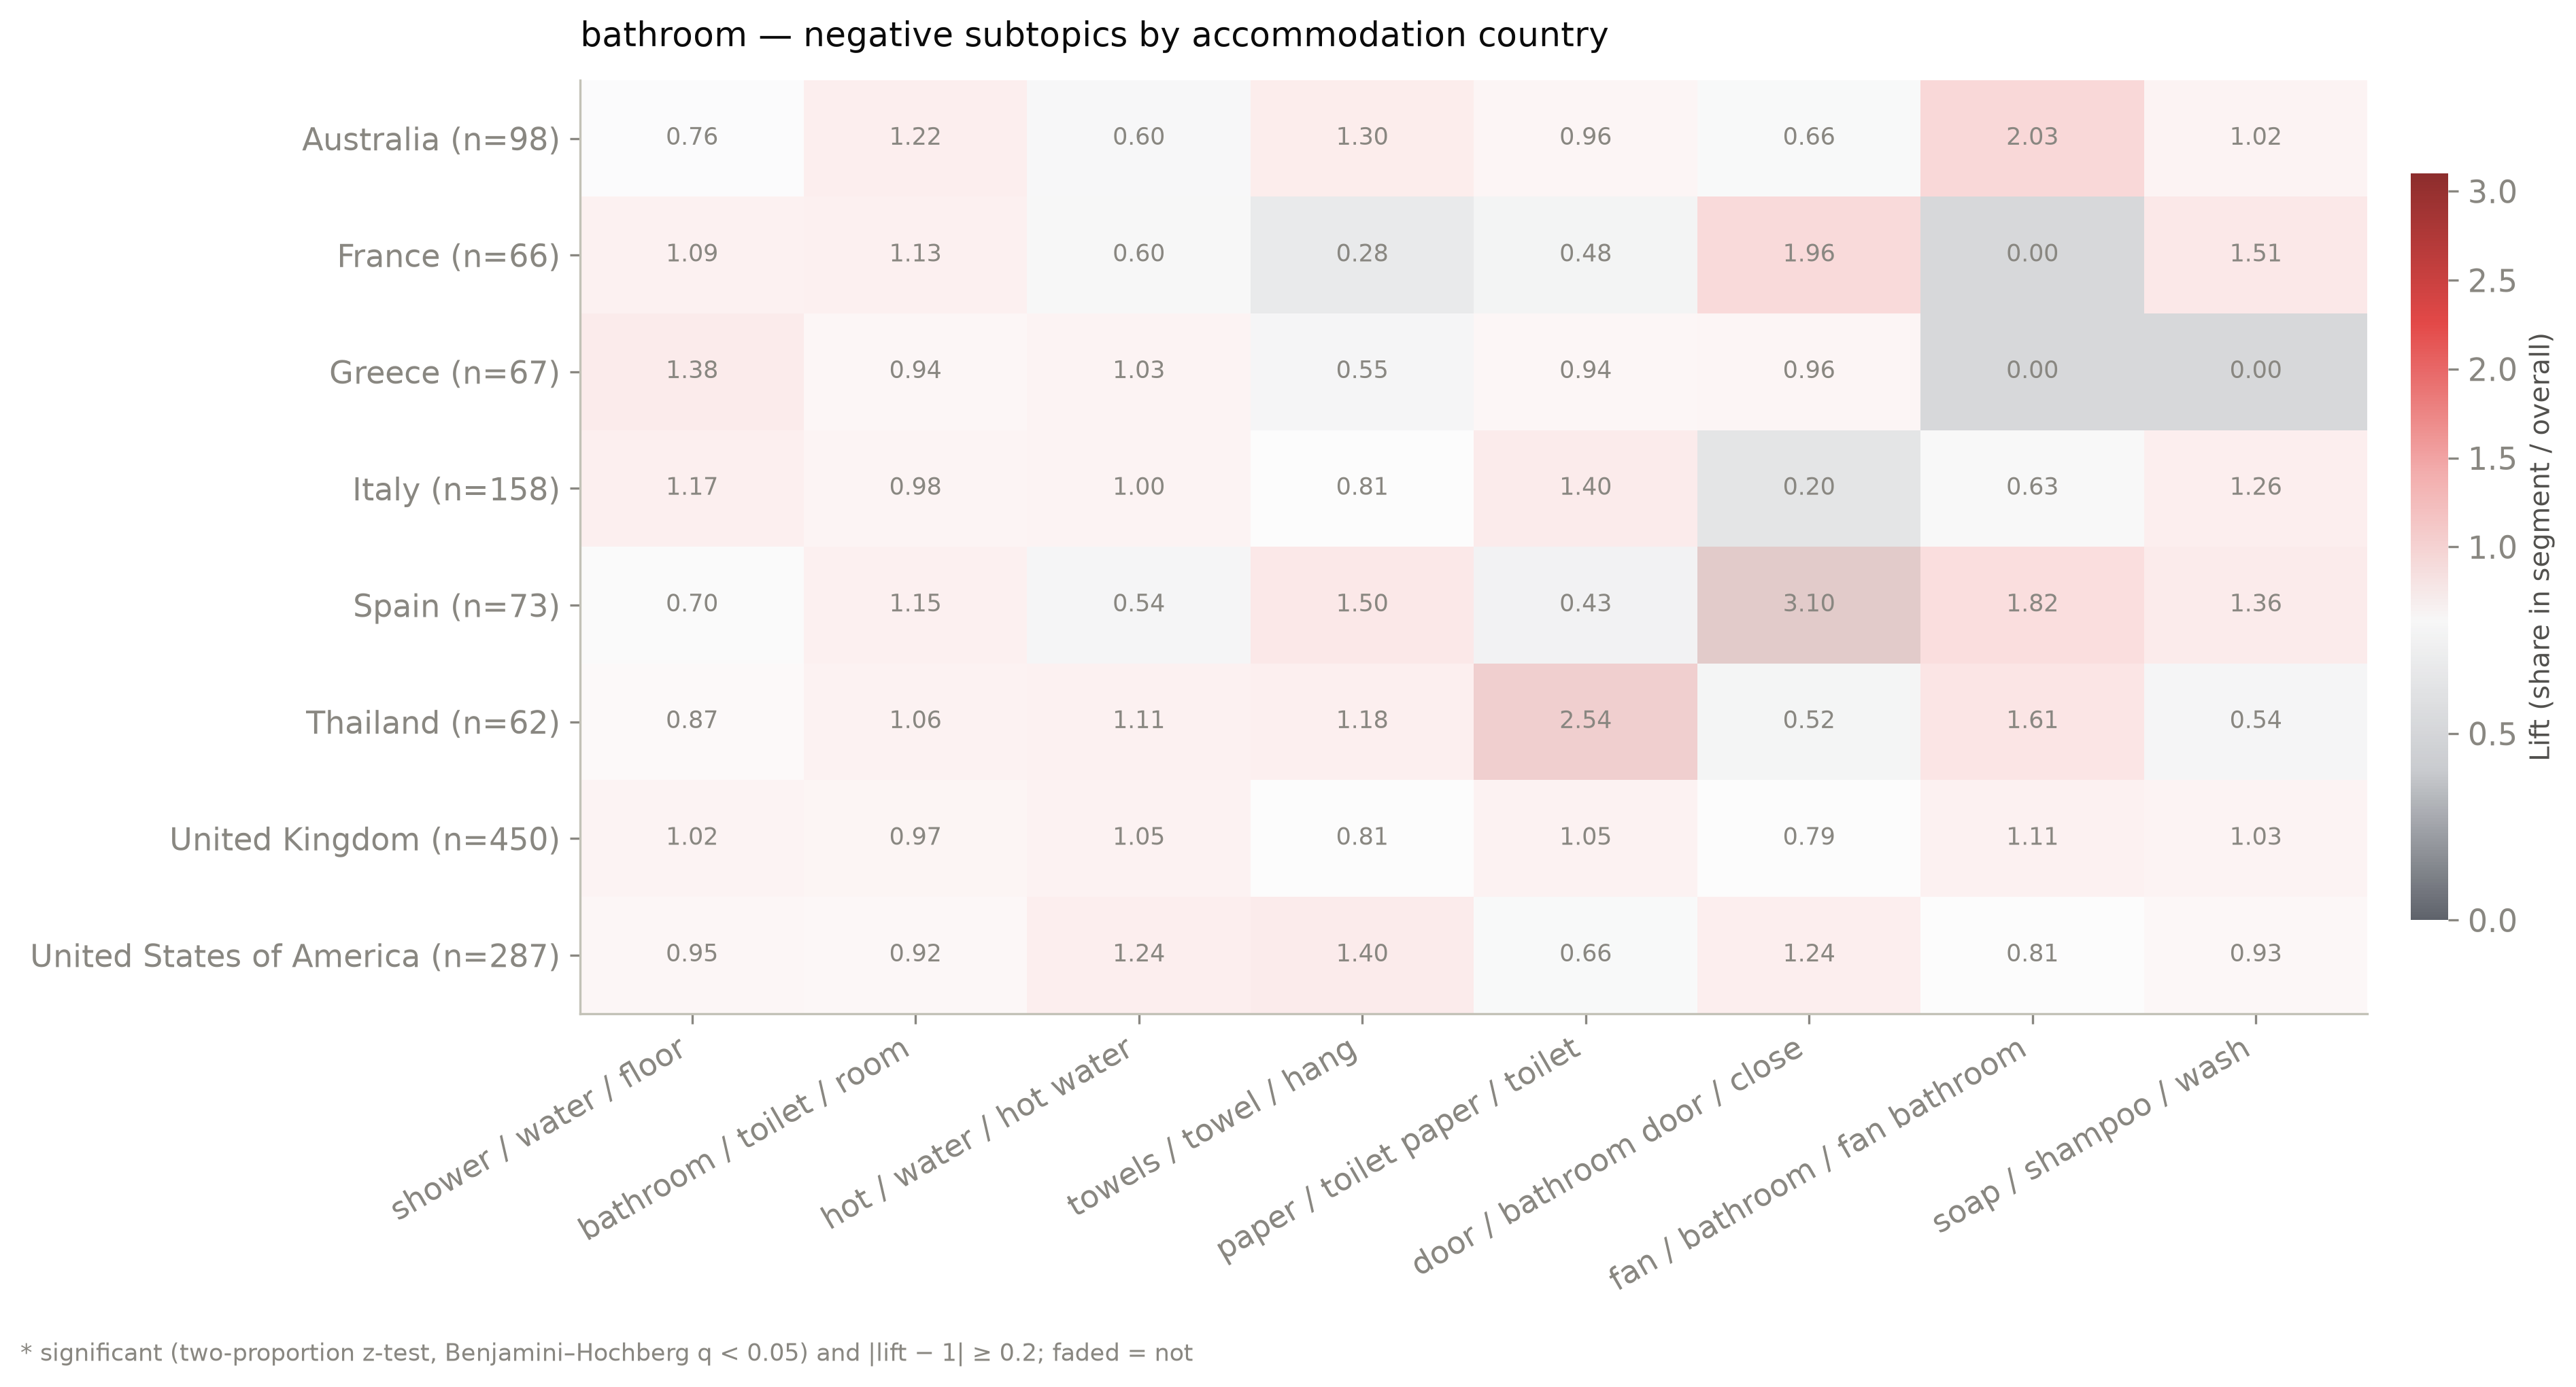 bathroom — negative subtopics by accommodation country
Australia (n=98) 0.76 1.22 0.60 1.30 0.96 0.66 2.03 1.02
France (n=66) 1.09 1.13 0.60 0.28 0.48 1.96 0.00 1.51
Greece (n=67) 1.38 0.94 1.03 0.55 0.94 0.96 0.00 0.00
Italy (n=158) 1.17 0.98 1.00 0.81 1.40 0.20 0.63 1.26
Spain (n=73) 0.70 1.15 0.54 1.50 0.43 3.10 1.82 1.36
Thailand (n=62) 0.87 1.06 1.11 1.18 2.54 0.52 1.61 0.54
United Kingdom (n=450) 1.02 0.97 1.05 0.81 1.05 0.79 1.11 1.03
United States of America (n=287) 0.95 0.92 1.24 1.40 0.66 1.24 0.81 0.93
shower / water / floor
bathroom / toilet / room
hot / water / hot water
towels / towel / hang
paper / toilet paper / toilet
door / bathroom door / close
fan / bathroom / fan bathroom
soap / shampoo / wash
3.0
2.5
2.0
1.5
1.0
0.5
0.0
Lift (share in segment / overall)
* significant (two-proportion z-test, Benjamini–Hochberg q < 0.05) and |lift − 1| ≥ 0.2; faded = not